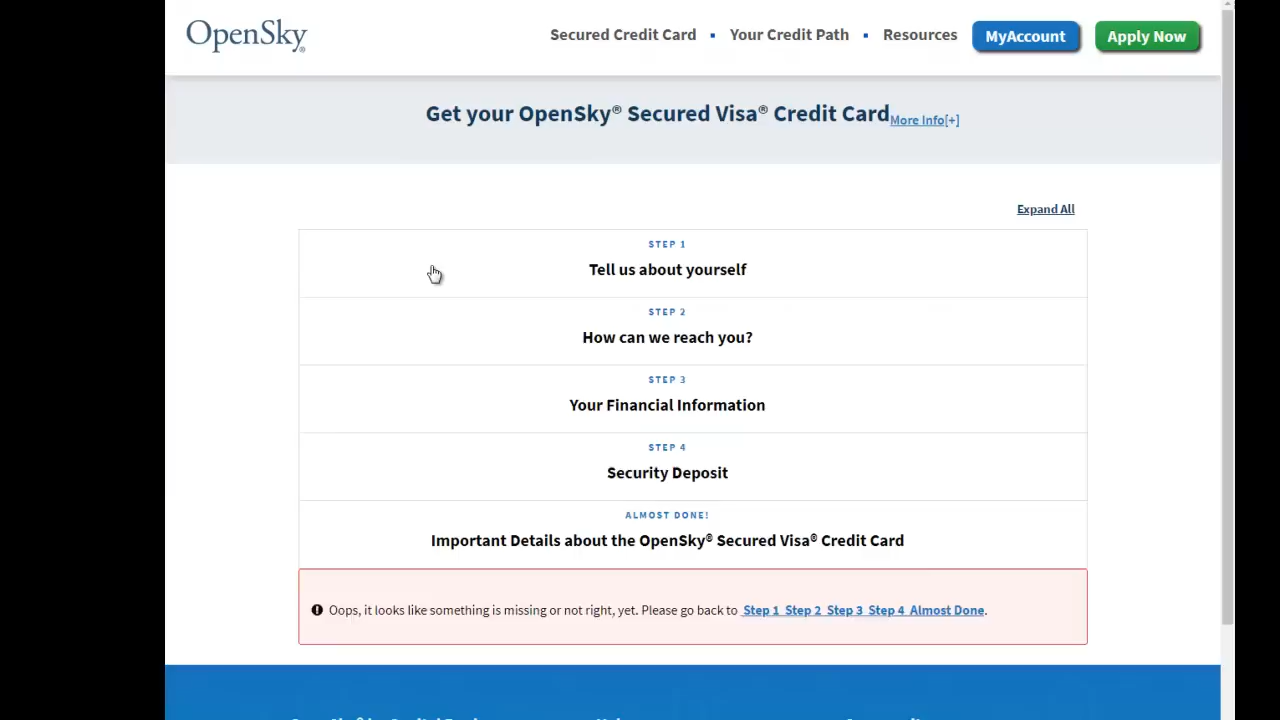 OpenSky®
Secured Credit Card ▪ Your Credit Path ▪ Resources MyAccount Apply Now
Get your OpenSky® Secured Visa® Credit Card More Info[+]
Expand All
STEP 1
Tell us about yourself
STEP 2
How can we reach you?
STEP 3
Your Financial Information
STEP 4
Security Deposit
ALMOST DONE!
Important Details about the OpenSky® Secured Visa® Credit Card
Oops, it looks like something is missing or not right, yet. Please go back to Step 1 Step 2 Step 3 Step 4 Almost Done.